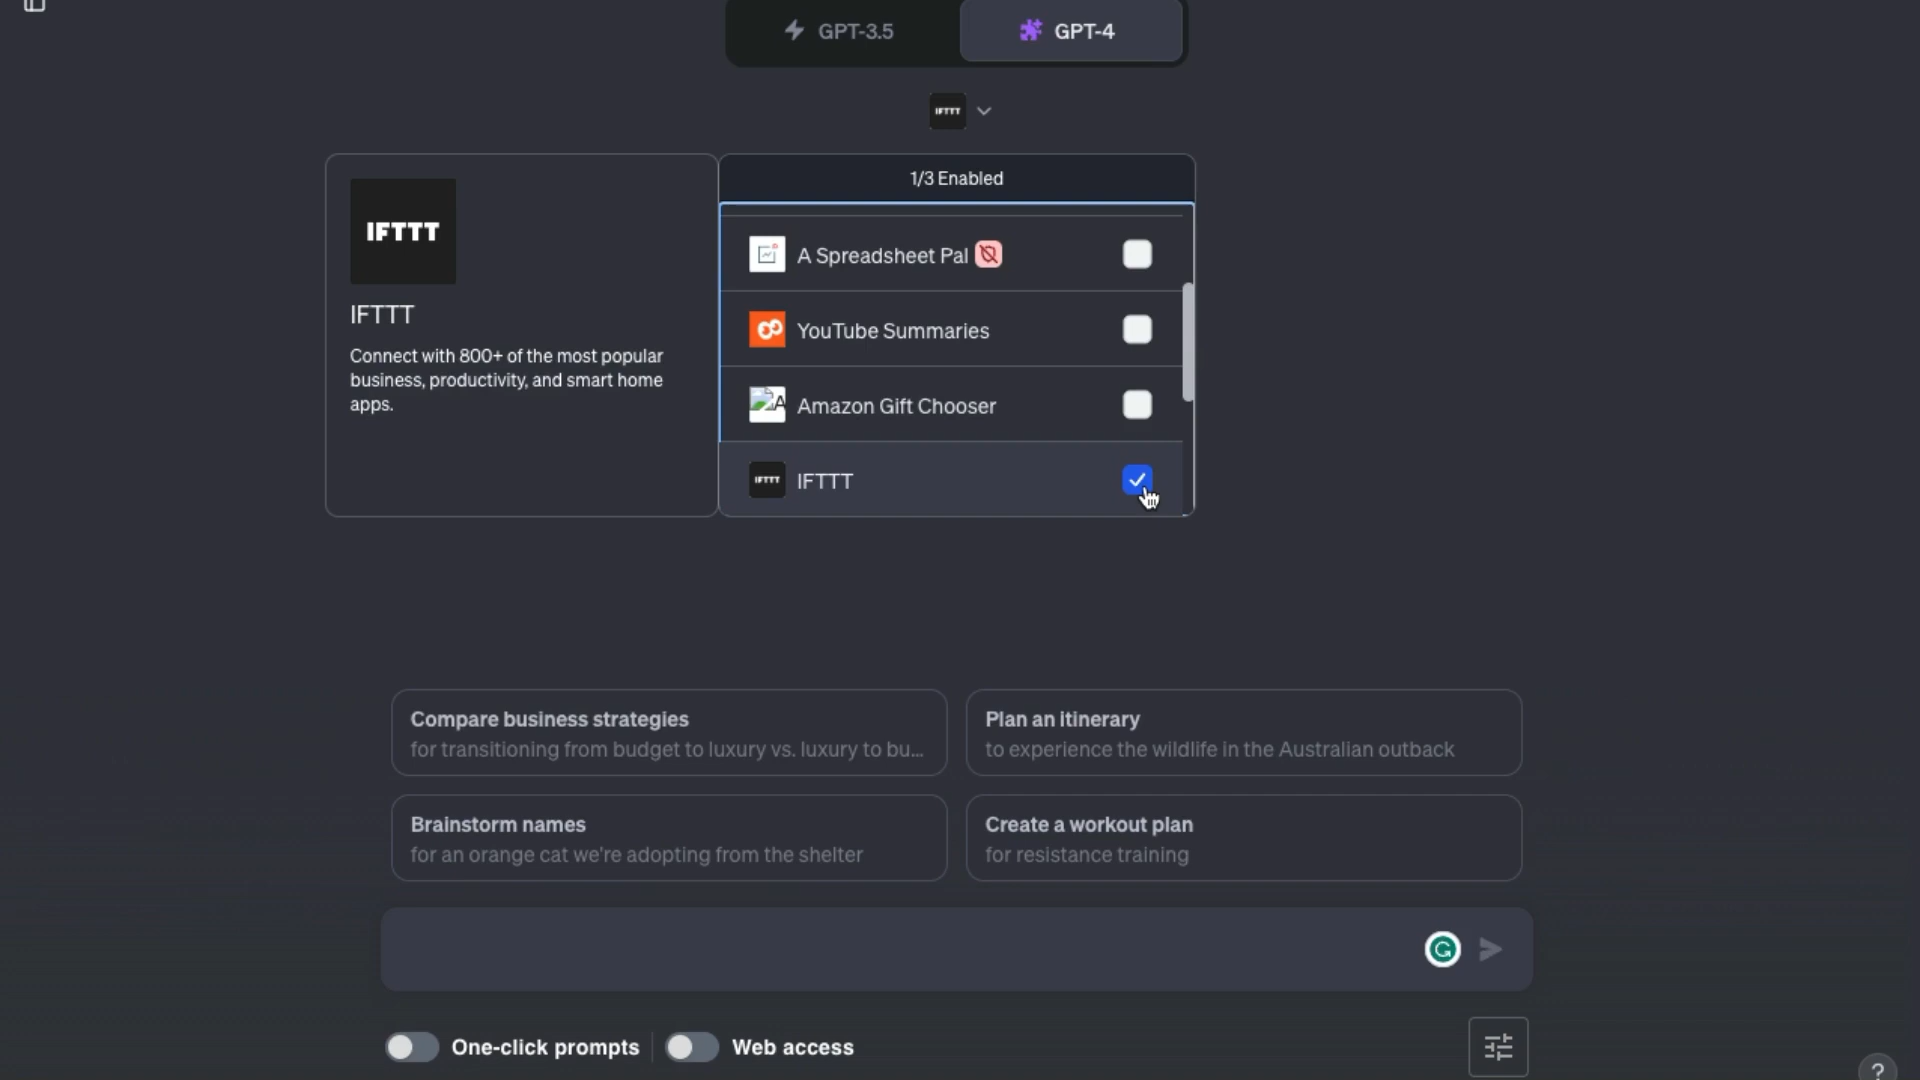 GPT-3.5
GPT-4
IFTTT
1/3 Enabled
IFTTT
IFTTT
Connect with 800+ of the most popular
business, productivity, and smart home
apps.
A Spreadsheet Pal
YouTube Summaries
A
Amazon Gift Chooser
IFTTT
IFTTT
Compare business strategies
for transitioning from budget to luxury vs. luxury to bu...
Plan an itinerary
to experience the wildlife in the Australian outback
Brainstorm names
for an orange cat we're adopting from the shelter
Create a workout plan
for resistance training
G
One-click prompts
Web access
?